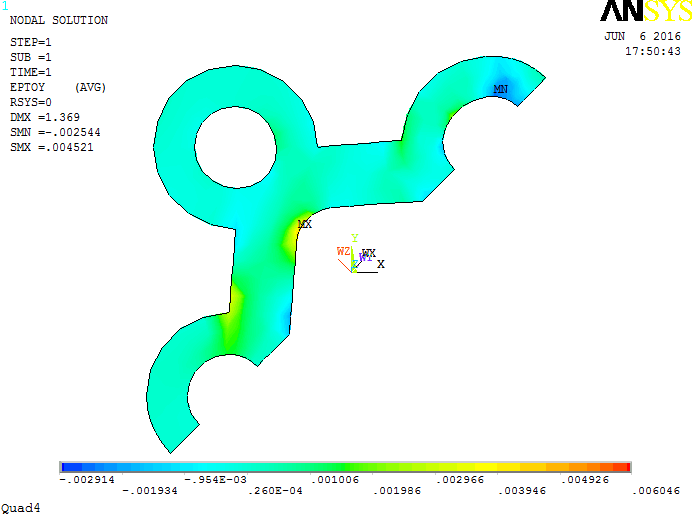 1
NODAL SOLUTION
ANSYS
JUN 6 2016
17:50:43
STEP=1
SUB =1
TIME=1
EPTOY (AVG)
RSYS=0
DMX =1.369
SMN =-.002544
SMX =.004521
MN
MX
Y
WZ WX
WY
Z X
-.002914 -.954E-03 .001006 .002966 .004926
-.001934 .260E-04 .001986 .003946 .006046
Quad4